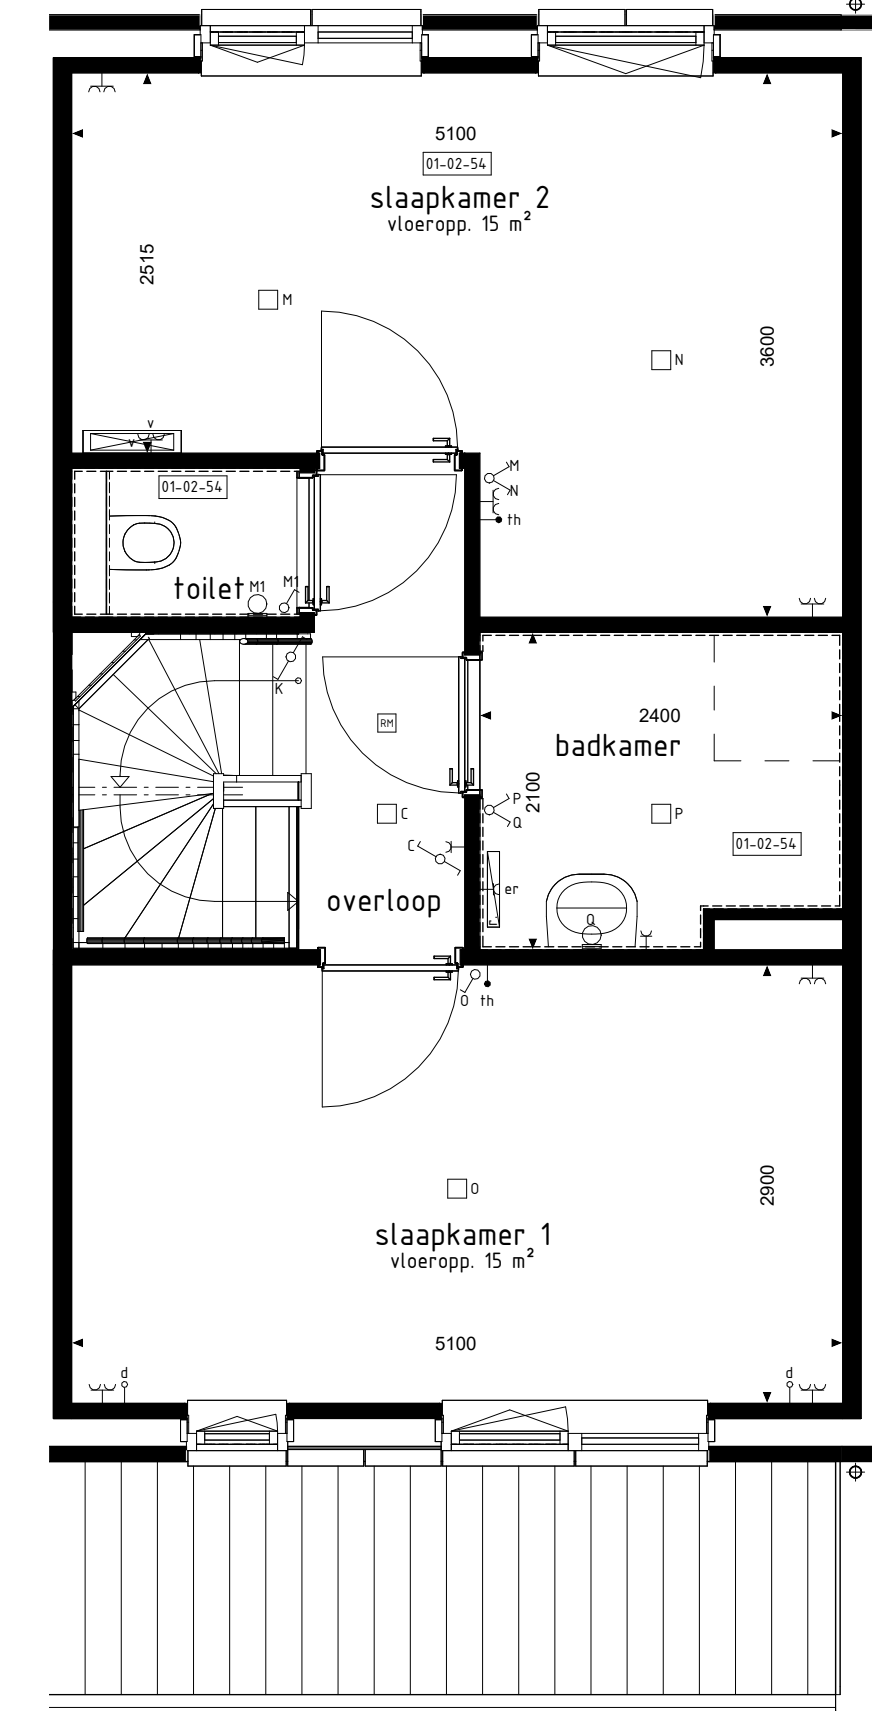 5100
01-02-54
slaapkamer 2
vloeropp. 15 m²
2515
M
N
3600
v
v
M
N
th
01-02-54
toilet
M1
M1
K
RM
2400
badkamer
2100
P
Q
C
P
C
01-02-54
er
overloop
Q
O
th
O
2900
slaapkamer 1
vloeropp. 15 m²
5100
d
d